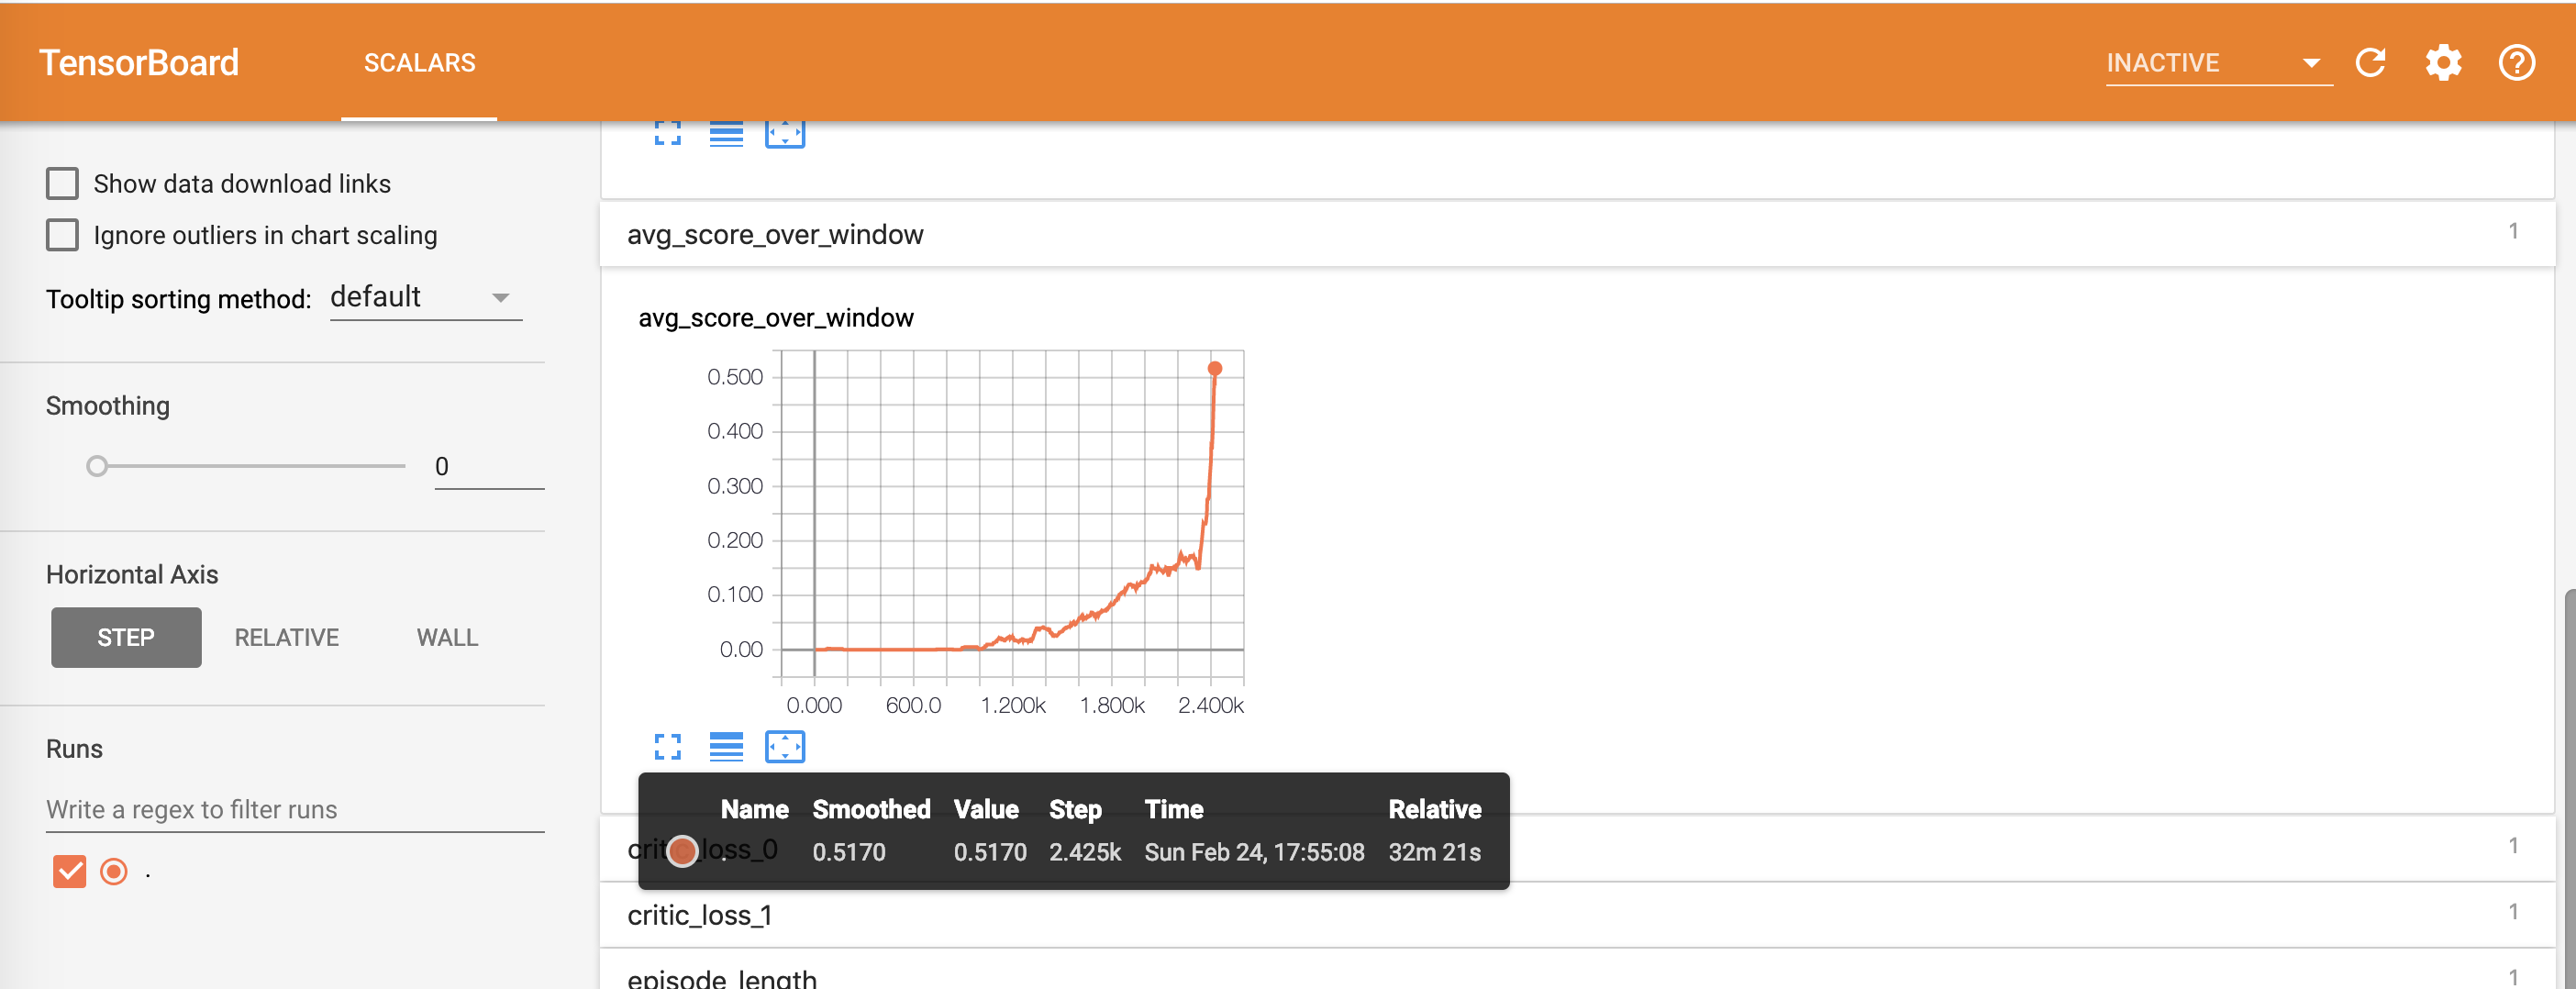 TensorBoard
SCALARS
INACTIVE
Show data download links
Ignore outliers in chart scaling
Tooltip sorting method: default
Smoothing
0
Horizontal Axis
STEP RELATIVE WALL
Runs
Write a regex to filter runs
.
avg_score_over_window 1
avg_score_over_window
0.500
0.400
0.300
0.200
0.100
0.00
0.000 600.0 1.200k 1.800k 2.400k
Name Smoothed Value Step Time Relative
. 0.5170 0.5170 2.425k Sun Feb 24, 17:55:08 32m 21s
critic_loss_0 1
critic_loss_1 1
episode_length 1